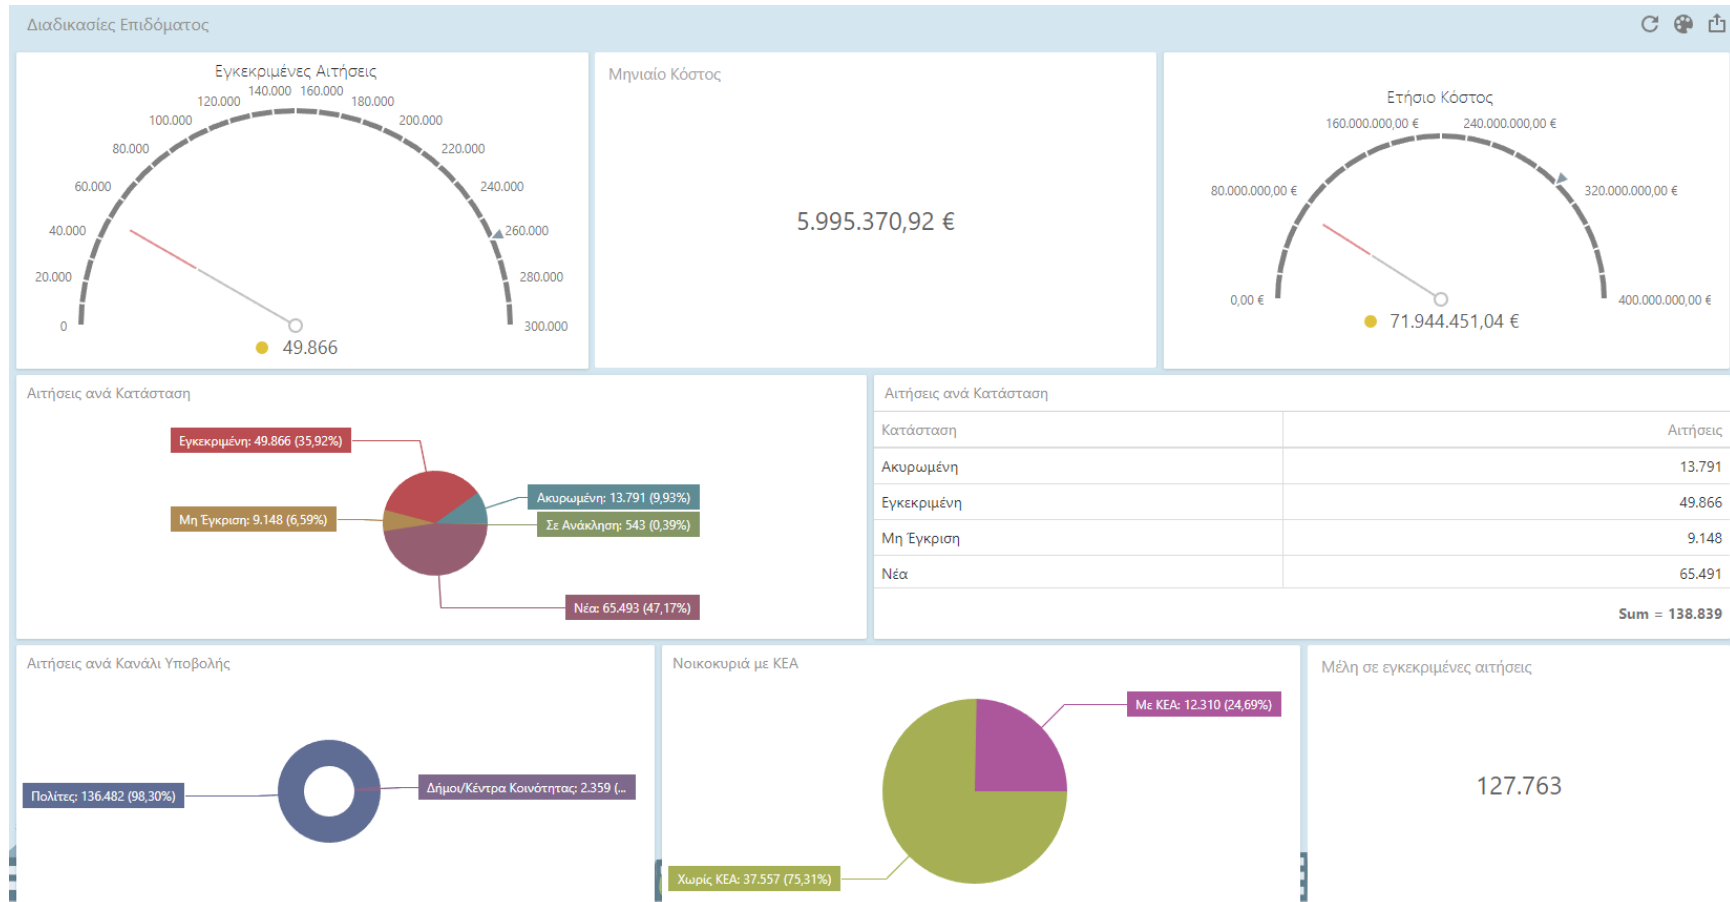 Διαδικασίες Επιδόματος
Εγκεκριμένες Αιτήσεις
0
20.000
40.000
60.000
80.000
100.000
120.000
140.000
160.000
180.000
200.000
220.000
240.000
260.000
280.000
300.000
49.866
Μηνιαίο Κόστος
5.995.370,92 €
Ετήσιο Κόστος
0,00 €
80.000.000,00 €
160.000.000,00 €
240.000.000,00 €
320.000.000,00 €
400.000.000,00 €
71.944.451,04 €
Αιτήσεις ανά Κατάσταση
Εγκεκριμένη: 49.866 (35,92%)
Ακυρωμένη: 13.791 (9,93%)
Μη Έγκριση: 9.148 (6,59%)
Σε Ανάκληση: 543 (0,39%)
Νέα: 65.493 (47,17%)
Αιτήσεις ανά Κατάσταση
Κατάσταση Αιτήσεις
Ακυρωμένη 13.791
Εγκεκριμένη 49.866
Μη Έγκριση 9.148
Νέα 65.491
Sum = 138.839
Αιτήσεις ανά Κανάλι Υποβολής
Πολίτες: 136.482 (98,30%)
Δήμοι/Κέντρα Κοινότητας: 2.359 (...
Νοικοκυριά με ΚΕΑ
Με ΚΕΑ: 12.310 (24,69%)
Χωρίς ΚΕΑ: 37.557 (75,31%)
Μέλη σε εγκεκριμένες αιτήσεις
127.763